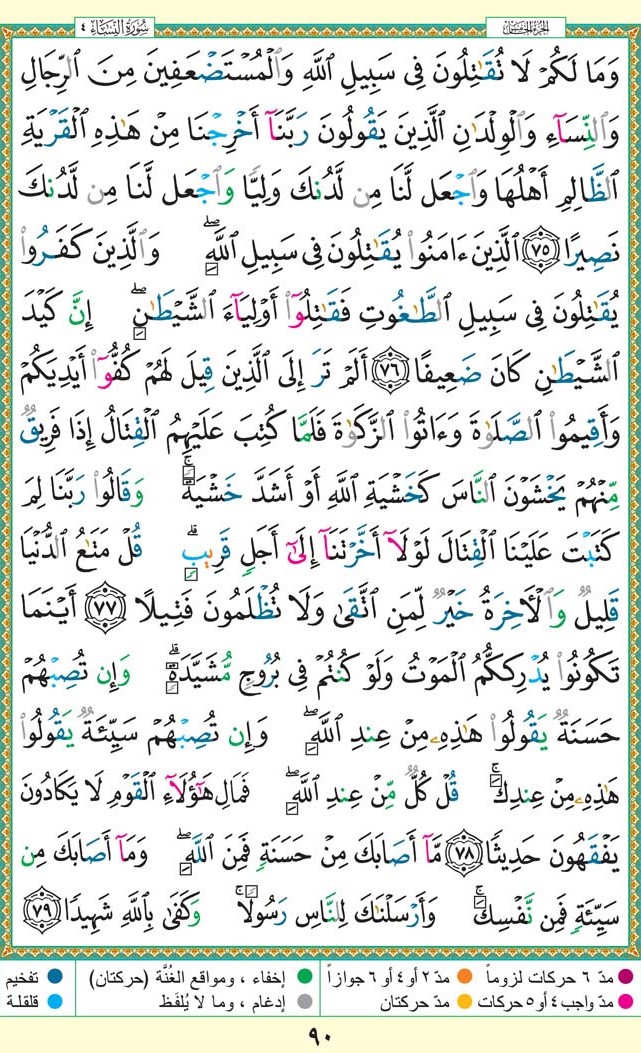 الجزء الخامس
سورة النساء ٤
وَمَا لَكُمْ لَا تُقَٰتِلُونَ فِى سَبِيلِ ٱللَّهِ وَٱلْمُسْتَضْعَفِينَ مِنَ ٱلرِّجَالِ
وَٱلنِّسَآءِ وَٱلْوِلْدَٰنِ ٱلَّذِينَ يَقُولُونَ رَبَّنَآ أَخْرِجْنَا مِنْ هَٰذِهِ ٱلْقَرْيَةِ
ٱلظَّالِمِ أَهْلُهَا وَٱجْعَل لَّنَا مِن لَّدُنكَ وَلِيًّا وَٱجْعَل لَّنَا مِن لَّدُنكَ
نَصِيرًا ٧٥ ٱلَّذِينَ ءَامَنُوا۟ يُقَٰتِلُونَ فِى سَبِيلِ ٱللَّهِ ۖ وَٱلَّذِينَ كَفَرُوا۟
يُقَٰتِلُونَ فِى سَبِيلِ ٱلطَّٰغُوتِ فَقَٰتِلُوٓا۟ أَوْلِيَآءَ ٱلشَّيْطَٰنِ ۖ إِنَّ كَيْدَ
ٱلشَّيْطَٰنِ كَانَ ضَعِيفًا ٧٦ أَلَمْ تَرَ إِلَى ٱلَّذِينَ قِيلَ لَهُمْ كُفُّوٓا۟ أَيْدِيَكُمْ
وَأَقِيمُوا۟ ٱلصَّلَوٰةَ وَءَاتُوا۟ ٱلزَّكَوٰةَ فَلَمَّا كُتِبَ عَلَيْهِمُ ٱلْقِتَالُ إِذَا فَرِيقٌ
مِّنْهُمْ يَخْشَوْنَ ٱلنَّاسَ كَخَشْيَةِ ٱللَّهِ أَوْ أَشَدَّ خَشْيَةً ۚ وَقَالُوا۟ رَبَّنَا لِمَ
كَتَبْتَ عَلَيْنَا ٱلْقِتَالَ لَوْلَآ أَخَّرْتَنَآ إِلَىٰٓ أَجَلٍ قَرِيبٍ ۗ قُلْ مَتَٰعُ ٱلدُّنْيَا
قَلِيلٌ وَٱلْءَاخِرَةُ خَيْرٌ لِّمَنِ ٱتَّقَىٰ وَلَا تُظْلَمُونَ فَتِيلًا ٧٧ أَيْنَمَا
تَكُونُوا۟ يُدْرِككُّمُ ٱلْمَوْتُ وَلَوْ كُنتُمْ فِى بُرُوجٍ مُّشَيَّدَةٍ ۗ وَإِن تُصِبْهُمْ
حَسَنَةٌ يَقُولُوا۟ هَٰذِهِۦ مِنْ عِندِ ٱللَّهِ ۖ وَإِن تُصِبْهُمْ سَيِّئَةٌ يَقُولُوا۟
هَٰذِهِۦ مِنْ عِندِكَ ۚ قُلْ كُلٌّ مِّنْ عِندِ ٱللَّهِ ۖ فَمَالِ هَٰٓؤُلَآءِ ٱلْقَوْمِ لَا يَكَادُونَ
يَفْقَهُونَ حَدِيثًا ٧٨ مَّآ أَصَابَكَ مِنْ حَسَنَةٍ فَمِنَ ٱللَّهِ ۖ وَمَآ أَصَابَكَ مِن
سَيِّئَةٍ فَمِن نَّفْسِكَ ۚ وَأَرْسَلْنَٰكَ لِلنَّاسِ رَسُولًا ۚ وَكَفَىٰ بِٱللَّهِ شَهِيدًا ٧٩
مدّ ٦ حركات لزوماً مدّ ٢ أو ٤ أو ٦ جوازاً إخفاء ، ومواقع الغُنَّة (حركتان) تفخيم
مدّ واجب ٤ أو ٥ حركات مدّ حركتان إدغام ، وما لا يُلفَظ قلقلة
٩٠